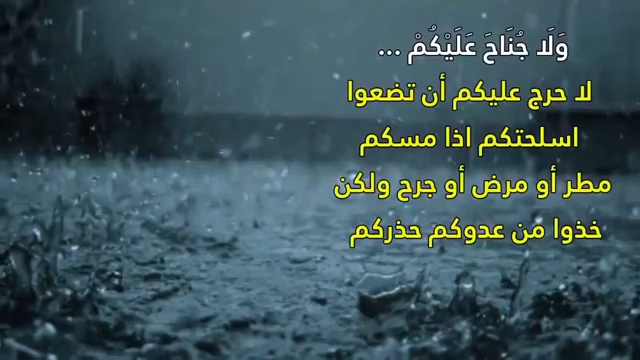 وَلَا جُنَاحَ عَلَيْكُمْ ...
لا حرج عليكم أن تضعوا
اسلحتكم اذا مسكم
مطر أو مرض أو جرح ولكن
خذوا من عدوكم حذركم